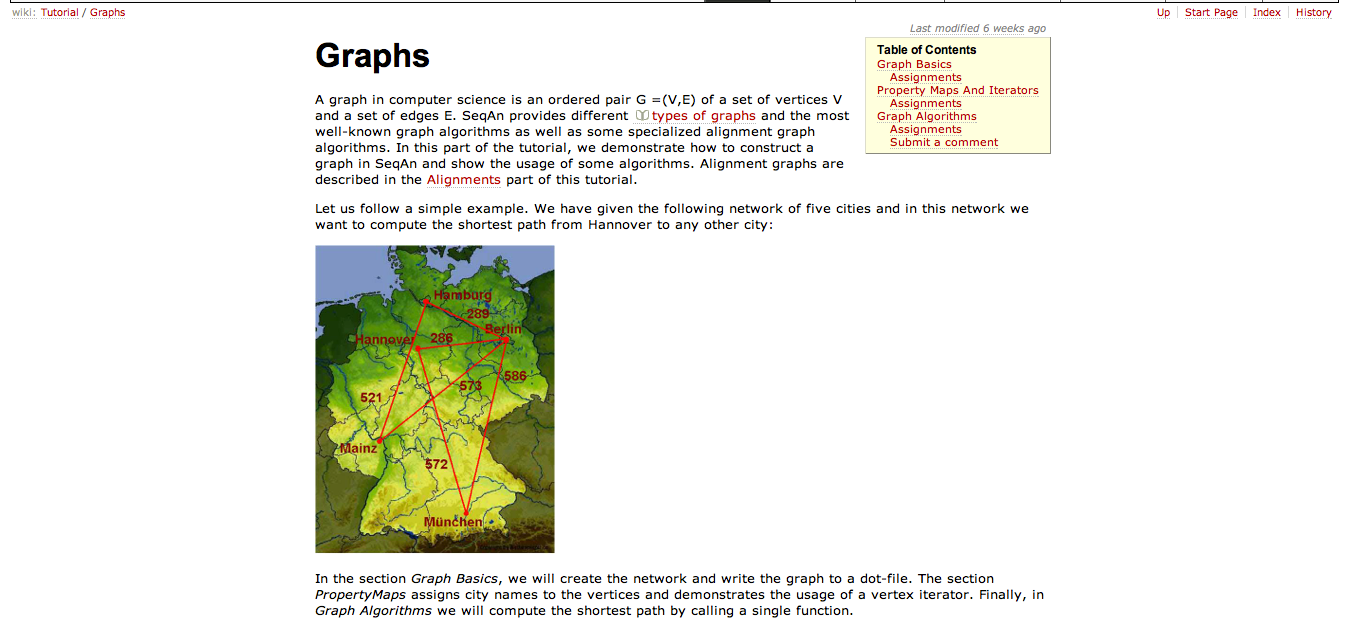 wiki: Tutorial / Graphs
Up Start Page Index History
Last modified 6 weeks ago
Graphs
Table of Contents
Graph Basics
Assignments
Property Maps And Iterators
Assignments
Graph Algorithms
Assignments
Submit a comment
A graph in computer science is an ordered pair G =(V,E) of a set of vertices V
and a set of edges E. SeqAn provides different types of graphs and the most
well-known graph algorithms as well as some specialized alignment graph
algorithms. In this part of the tutorial, we demonstrate how to construct a
graph in SeqAn and show the usage of some algorithms. Alignment graphs are
described in the Alignments part of this tutorial.
Let us follow a simple example. We have given the following network of five cities and in this network we
want to compute the shortest path from Hannover to any other city:
Hamburg
289
Berlin
Hannover 286
586
573
521
Mainz
572
München
In the section Graph Basics, we will create the network and write the graph to a dot-file. The section
PropertyMaps assigns city names to the vertices and demonstrates the usage of a vertex iterator. Finally, in
Graph Algorithms we will compute the shortest path by calling a single function.